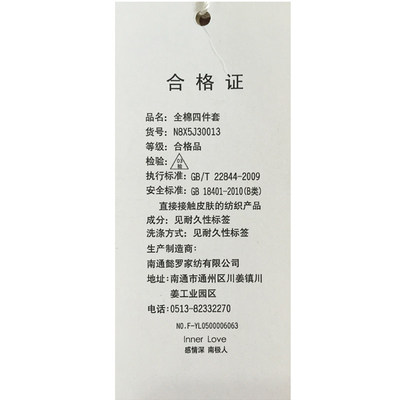 合格证
品名: 全棉四件套
货号: N8X5J30013
等级: 合格品
检验:
执行标准: GB/T 22844-2009
安全标准: GB 18401-2010(B类)
直接接触皮肤的纺织产品
成分: 见耐久性标签
洗涤方式: 见耐久性标签
生产制造商:
南通懿罗家纺有限公司
地址: 南通市通州区川姜镇川
姜工业园区
电话: 0513-82332270
NO.F-YL0500006063
Inner Love
感情深 南极人